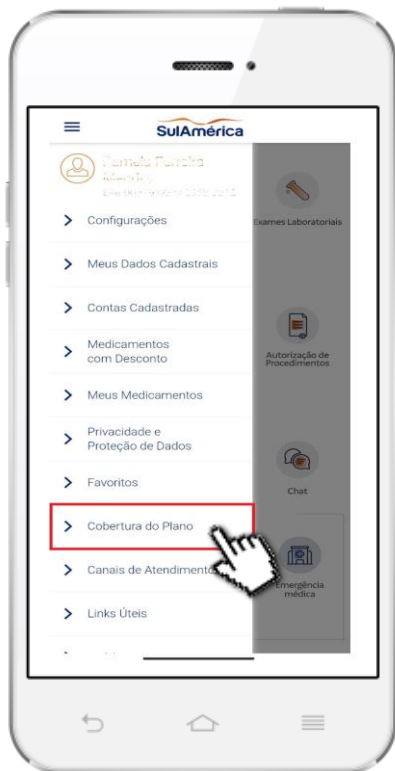 SulAmérica
Configurações
Exames Laboratoriais
Meus Dados Cadastrais
Contas Cadastradas
Medicamentos
com Desconto
Autorização de
Procedimentos
Meus Medicamentos
Privacidade e
Proteção de Dados
Favoritos
Chat
Cobertura do Plano
Canais de Atendimento
Emergência
médica
Links Úteis